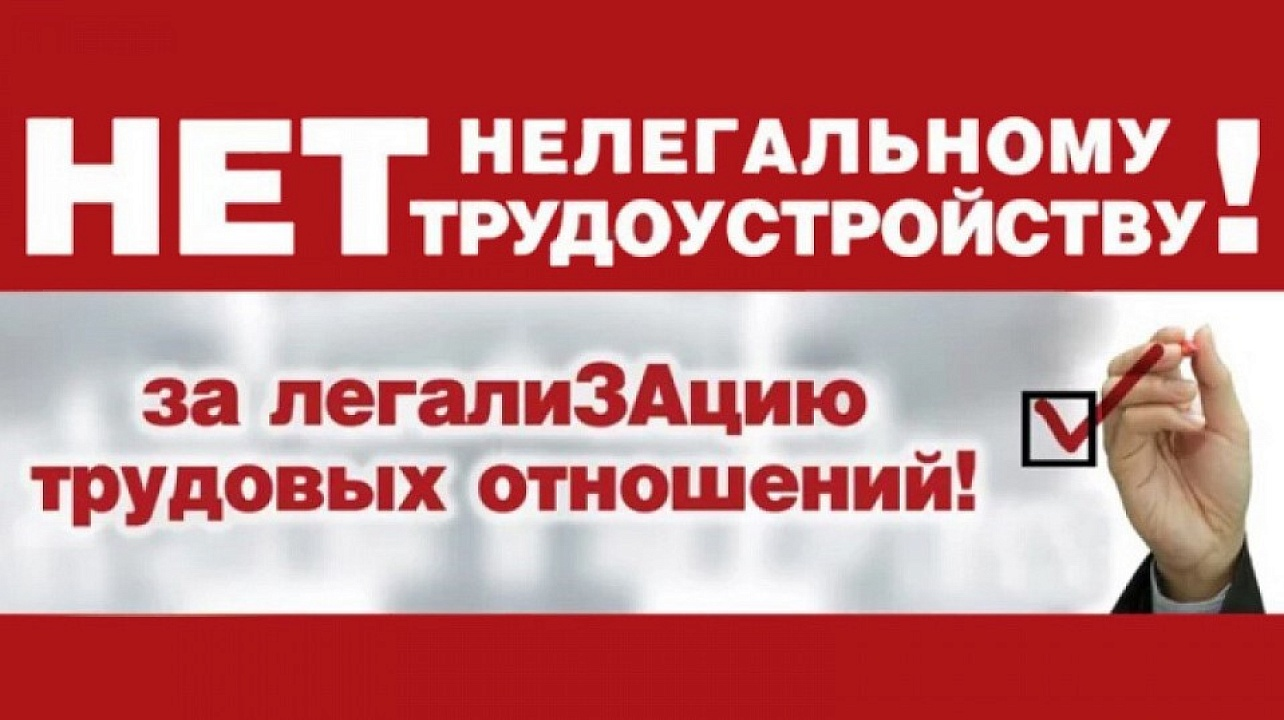 НЕТ НЕЛЕГАЛЬНОМУ
ТРУДОУСТРОЙСТВУ!
за легалиЗАцию
трудовых отношений!